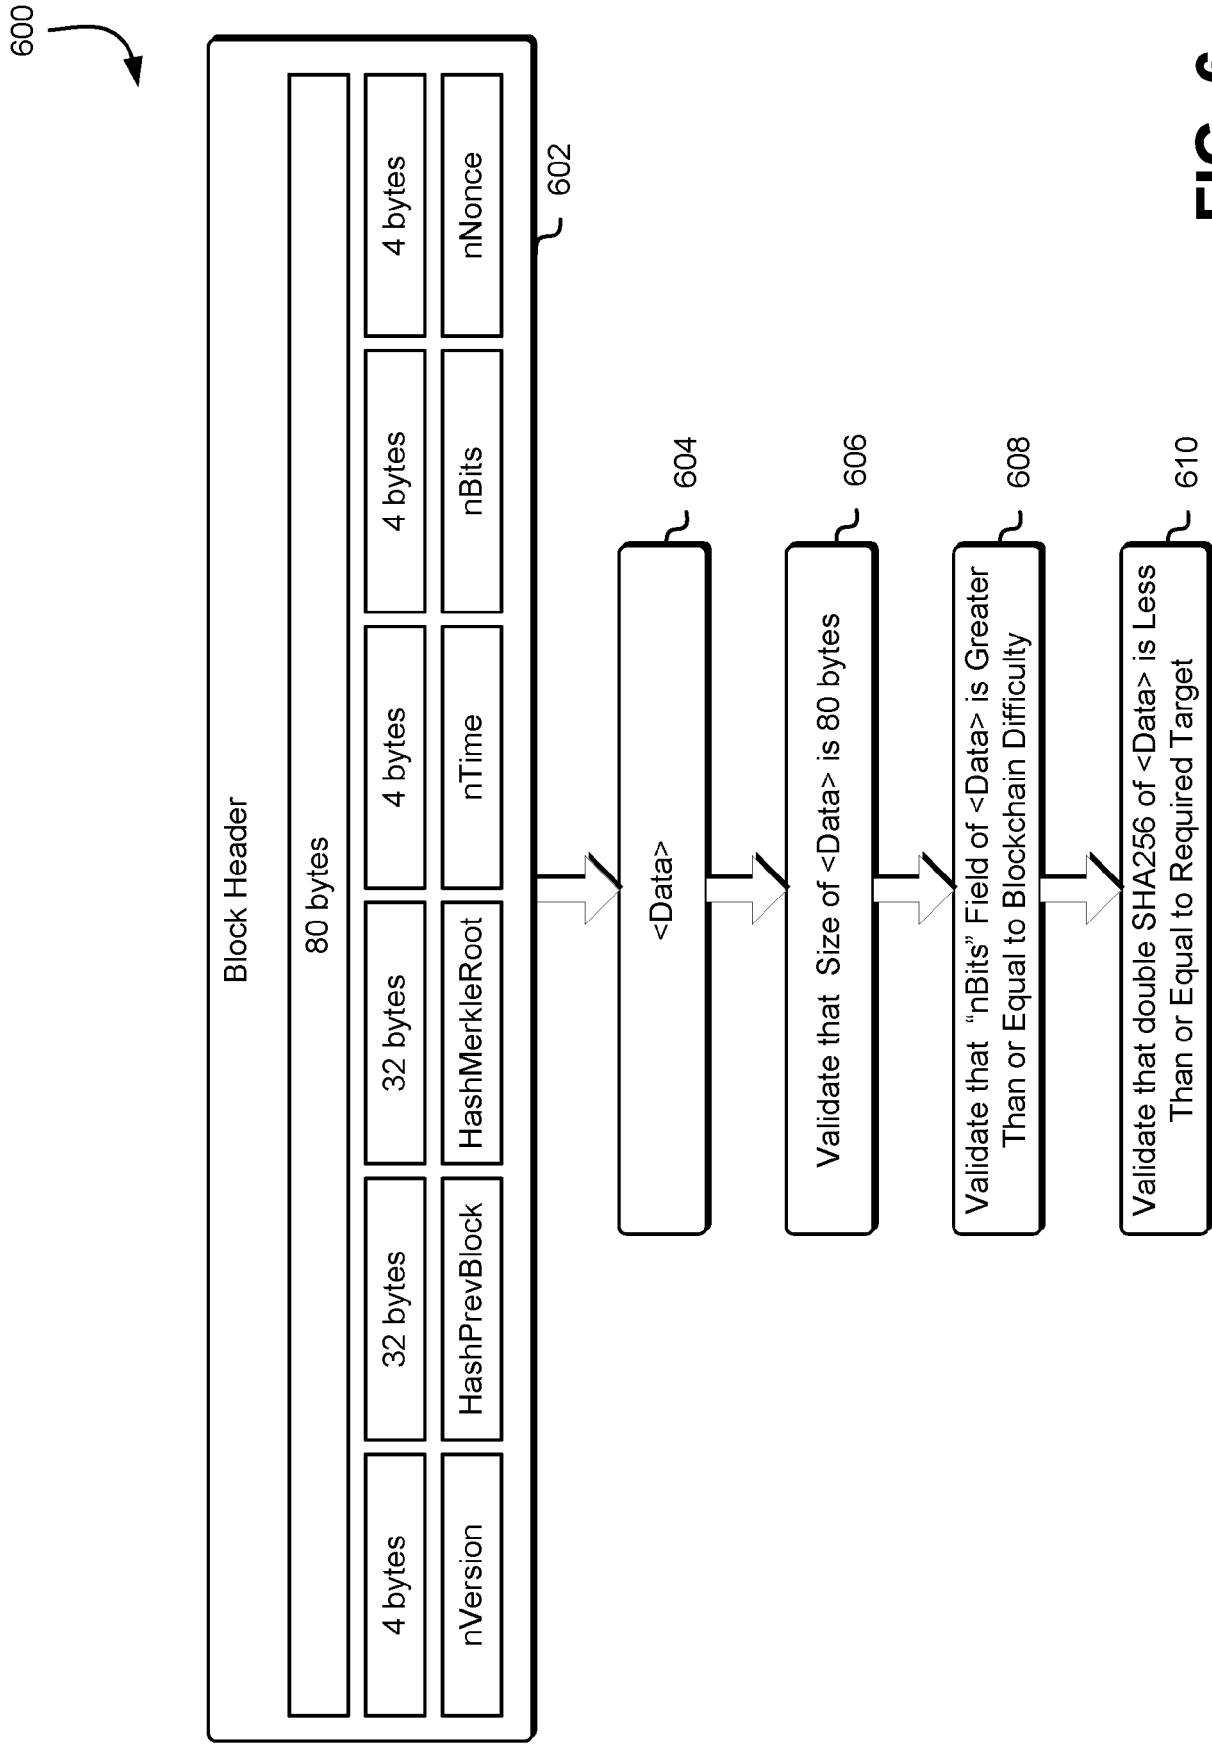 600
Block Header
80 bytes
4 bytes
32 bytes
32 bytes
4 bytes
4 bytes
4 bytes
nVersion
HashPrevBlock
HashMerkleRoot
nTime
nBits
nNonce
602
<Data>
604
Validate that Size of <Data> is 80 bytes
606
Validate that “nBits” Field of <Data> is Greater
Than or Equal to Blockchain Difficulty
608
Validate that double SHA256 of <Data> is Less
Than or Equal to Required Target
610